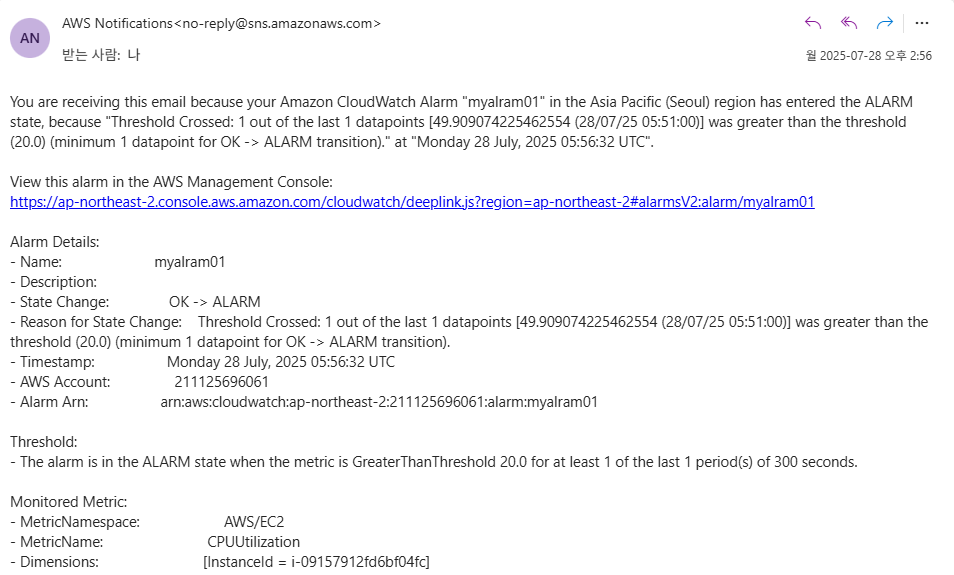 AN
AWS Notifications<no-reply@sns.amazonaws.com>
받는 사람: 나
월 2025-07-28 오후 2:56
You are receiving this email because your Amazon CloudWatch Alarm "myalram01" in the Asia Pacific (Seoul) region has entered the ALARM
state, because "Threshold Crossed: 1 out of the last 1 datapoints [49.909074225462554 (28/07/25 05:51:00)] was greater than the threshold
(20.0) (minimum 1 datapoint for OK -> ALARM transition)." at "Monday 28 July, 2025 05:56:32 UTC".
View this alarm in the AWS Management Console:
https://ap-northeast-2.console.aws.amazon.com/cloudwatch/deeplink.js?region=ap-northeast-2#alarmsV2:alarm/myalram01
Alarm Details:
- Name: myalram01
- Description:
- State Change: OK -> ALARM
- Reason for State Change: Threshold Crossed: 1 out of the last 1 datapoints [49.909074225462554 (28/07/25 05:51:00)] was greater than the
threshold (20.0) (minimum 1 datapoint for OK -> ALARM transition).
- Timestamp: Monday 28 July, 2025 05:56:32 UTC
- AWS Account: 211125696061
- Alarm Arn: arn:aws:cloudwatch:ap-northeast-2:211125696061:alarm:myalram01
Threshold:
- The alarm is in the ALARM state when the metric is GreaterThanThreshold 20.0 for at least 1 of the last 1 period(s) of 300 seconds.
Monitored Metric:
- MetricNamespace: AWS/EC2
- MetricName: CPUUtilization
- Dimensions: [InstanceId = i-09157912fd6bf04fc]